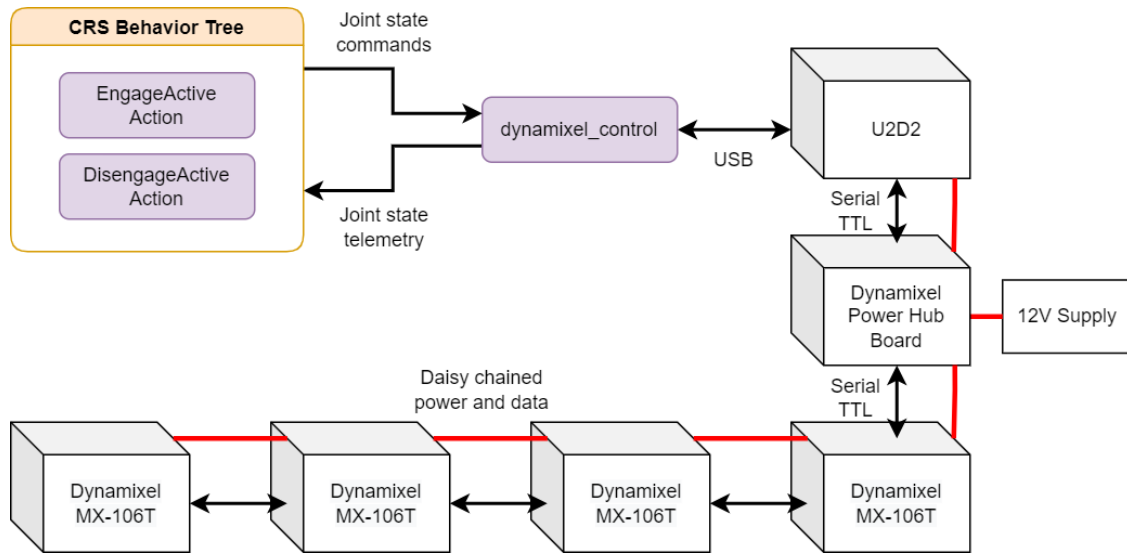 CRS Behavior Tree
EngageActive
Action
DisengageActive
Action
Joint state
commands
Joint state
telemetry
dynamixel_control
USB
U2D2
Serial
TTL
Dynamixel
Power Hub
Board
12V Supply
Serial
TTL
Daisy chained
power and data
Dynamixel
MX-106T
Dynamixel
MX-106T
Dynamixel
MX-106T
Dynamixel
MX-106T